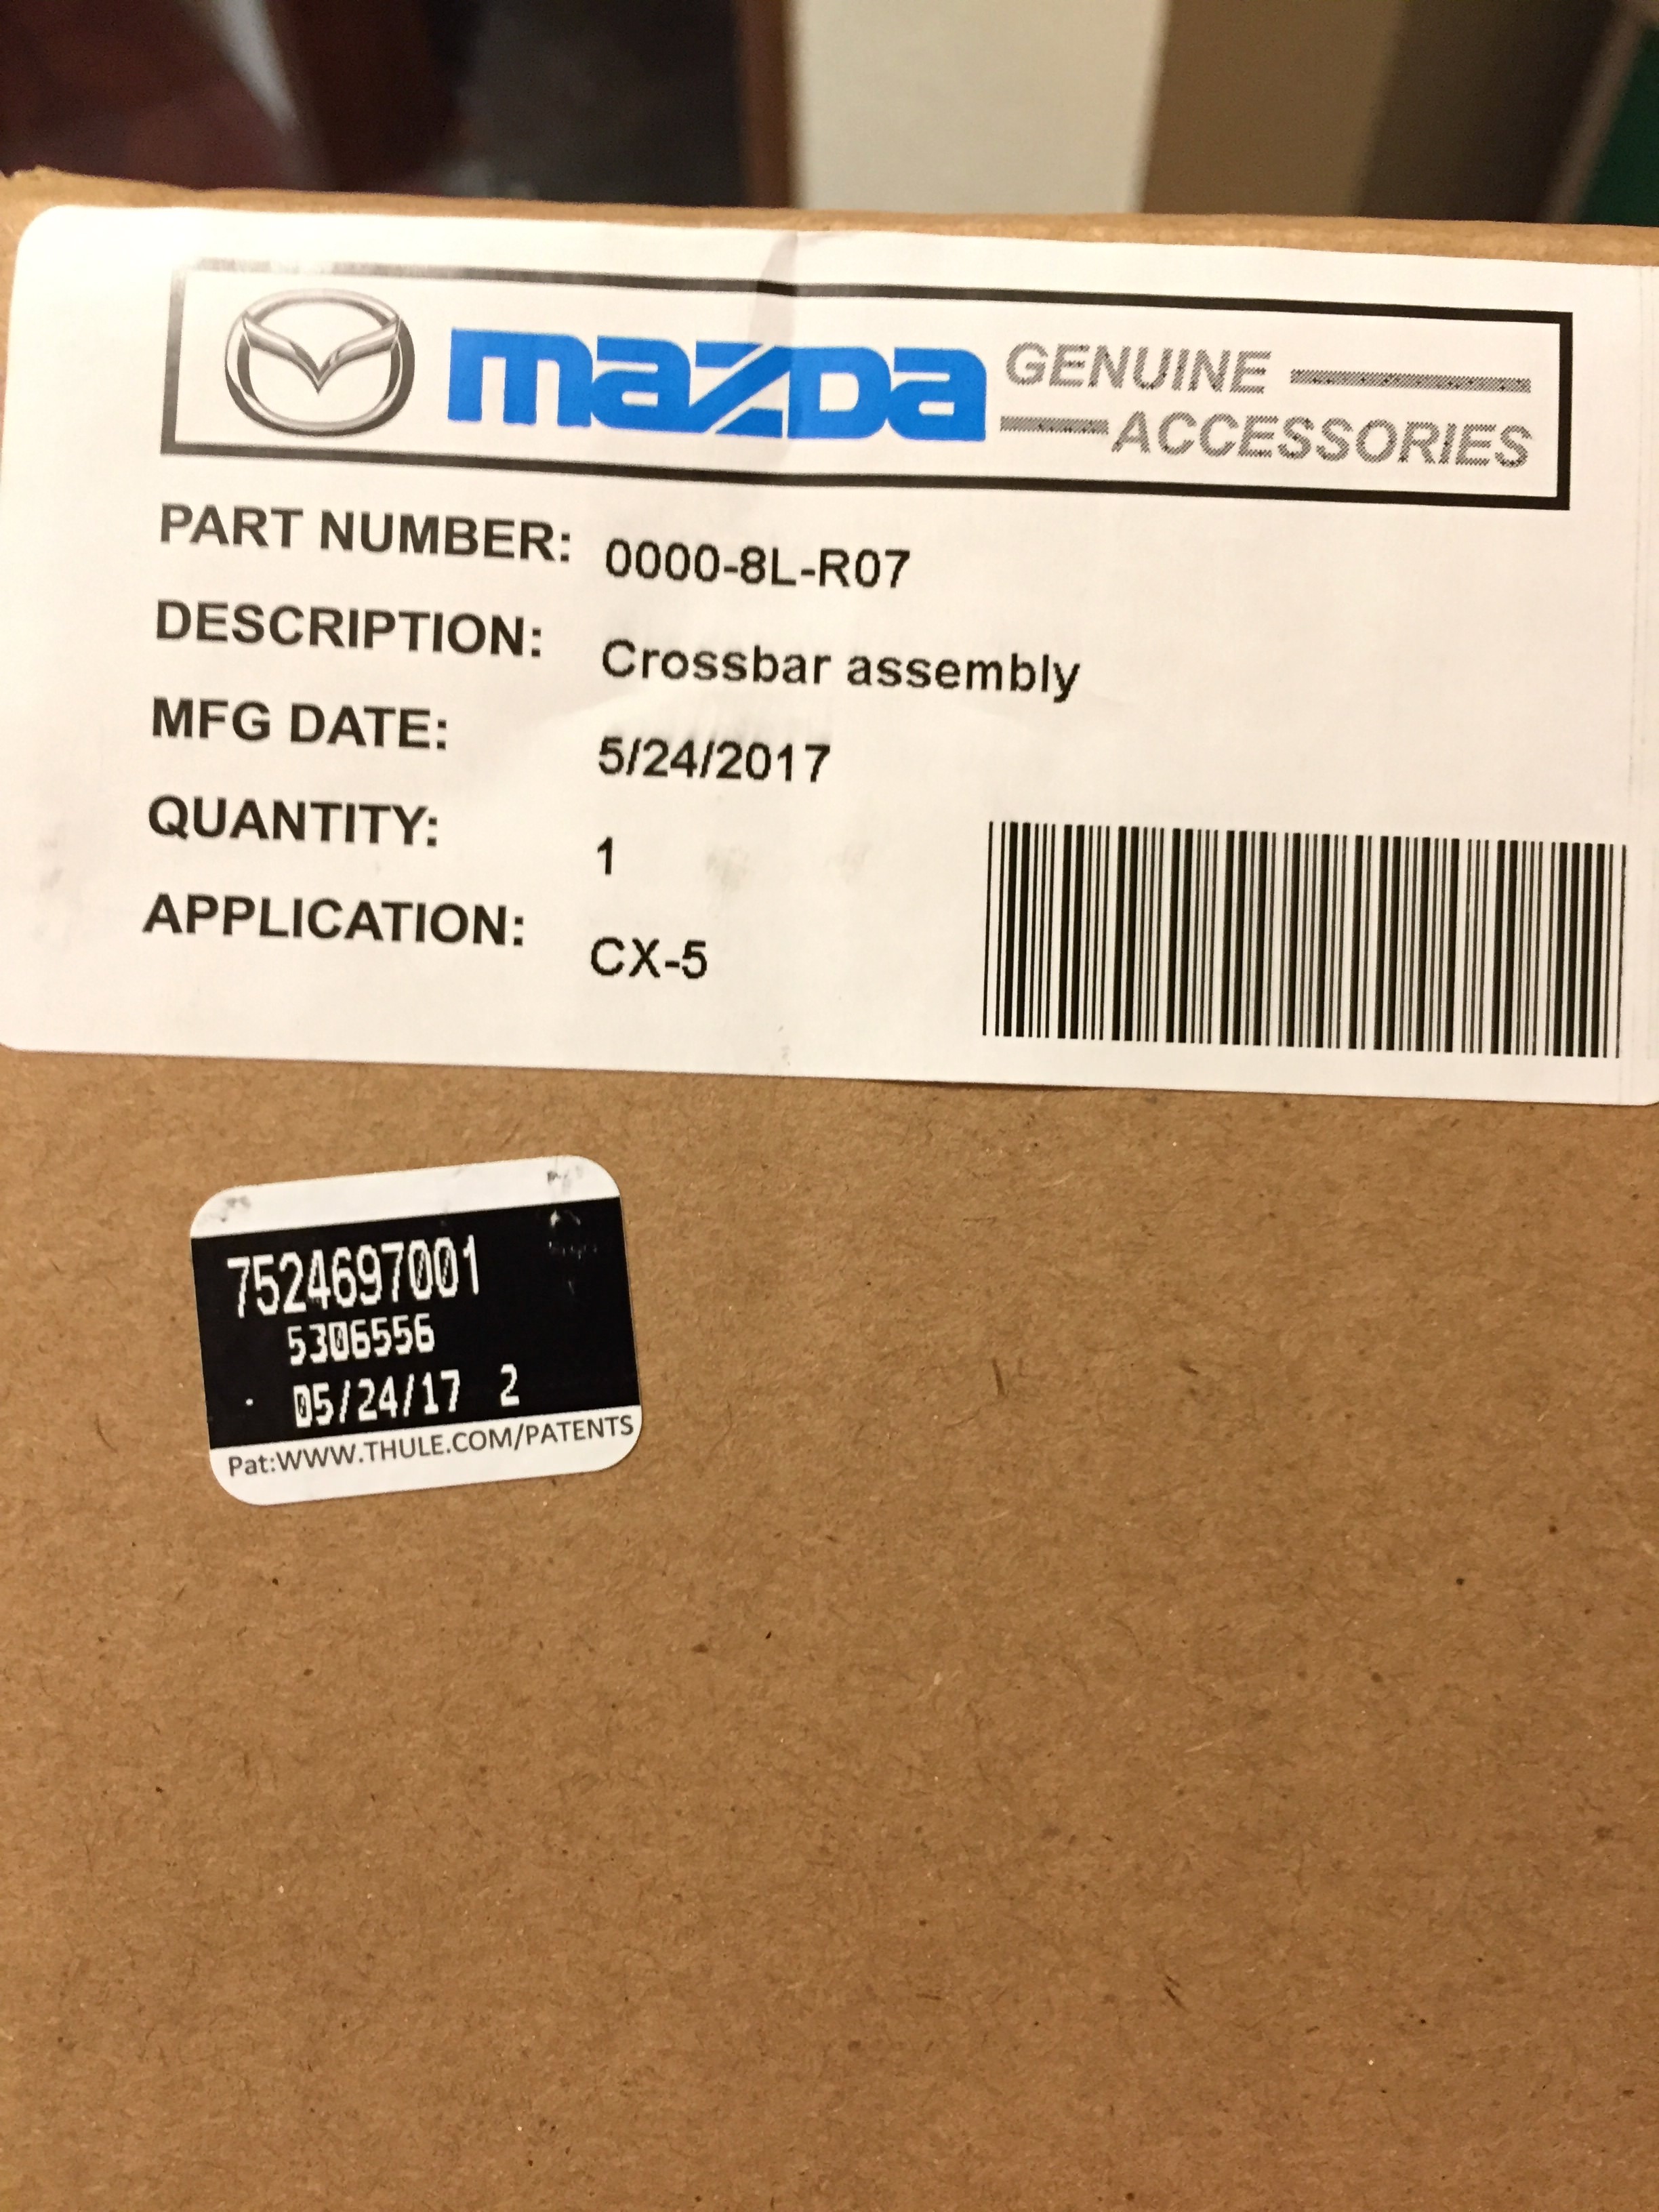 mazda GENUINE
ACCESSORIES
PART NUMBER: 0000-8L-R07
DESCRIPTION: Crossbar assembly
MFG DATE: 5/24/2017
QUANTITY: 1
APPLICATION: CX-5
7524697001
5306556
05/24/17 2
Pat:WWW.THULE.COM/PATENTS